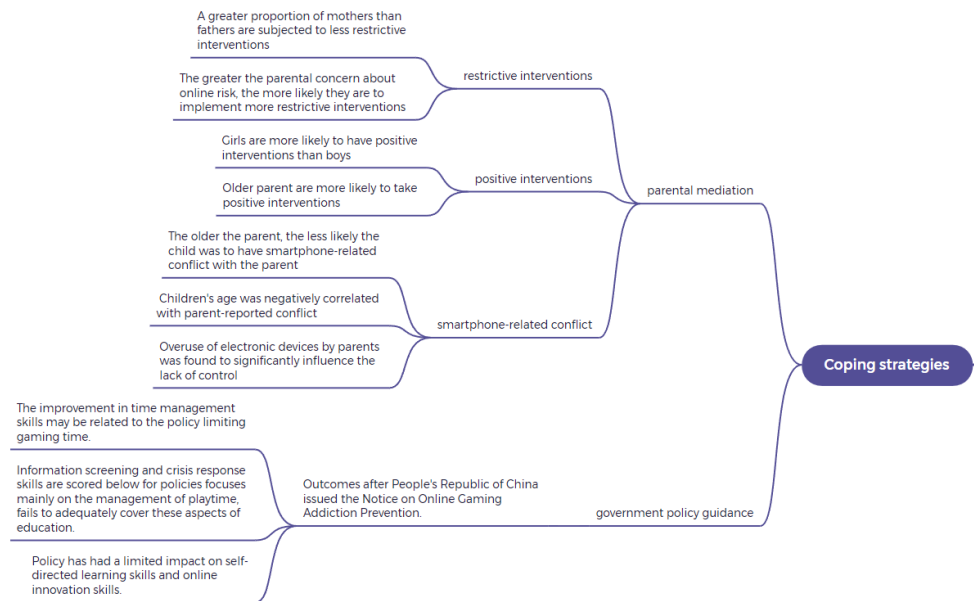 A greater proportion of mothers than
fathers are subjected to less restrictive
interventions
restrictive interventions
The greater the parental concern about
online risk, the more likely they are to
implement more restrictive interventions
Girls are more likely to have positive
interventions than boys
positive interventions
Older parent are more likely to take
positive interventions
parental mediation
The older the parent, the less likely the
child was to have smartphone-related
conflict with the parent
Children's age was negatively correlated
with parent-reported conflict
smartphone-related conflict
Overuse of electronic devices by parents
was found to significantly influence the
lack of control
Coping strategies
The improvement in time management
skills may be related to the policy limiting
gaming time.
Information screening and crisis response
skills are scored below for policies focuses
mainly on the management of playtime,
fails to adequately cover these aspects of
education.
Outcomes after People's Republic of China
issued the Notice on Online Gaming
Addiction Prevention.
government policy guidance
Policy has had a limited impact on self-
directed learning skills and online
innovation skills.